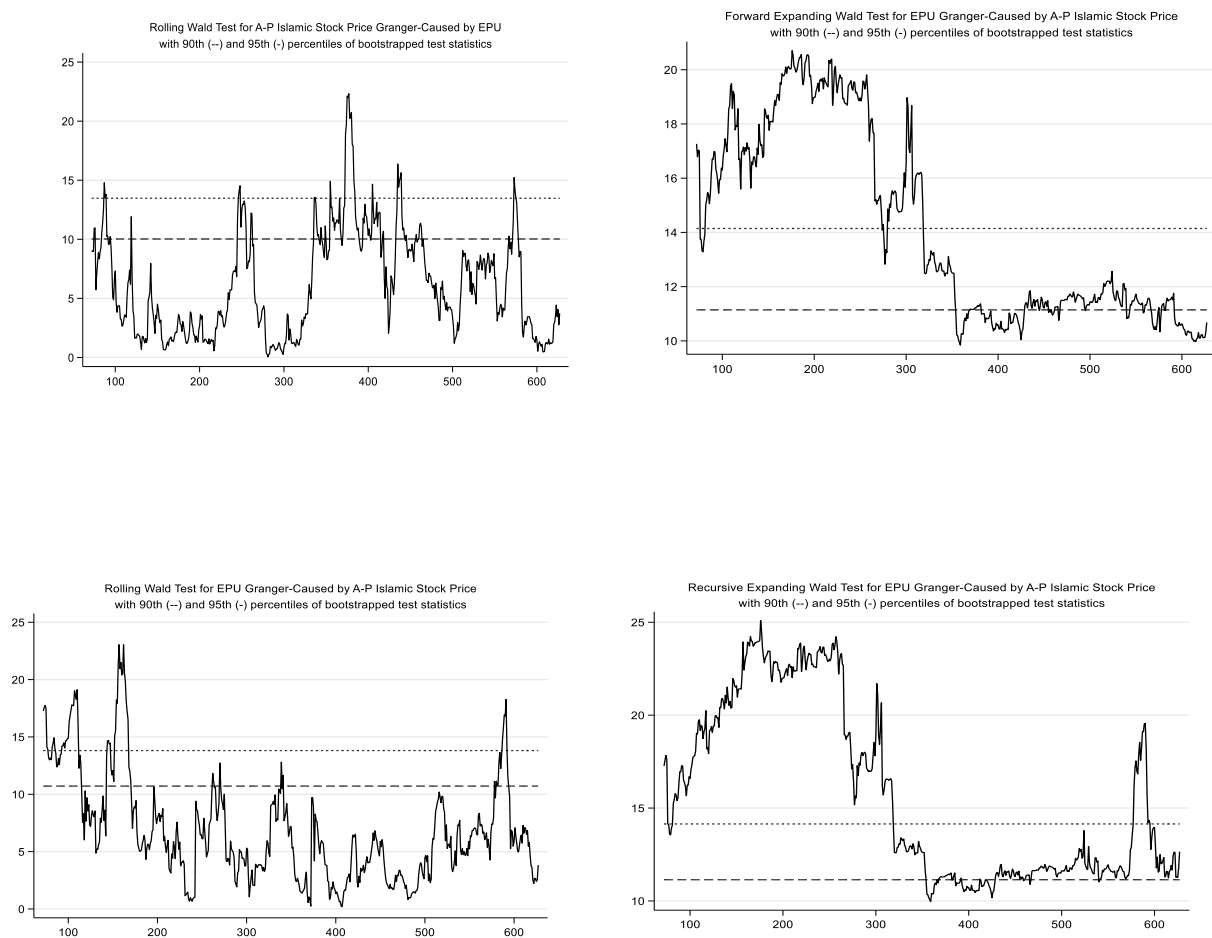 Rolling Wald Test for A-P Islamic Stock Price Granger-Caused by EPU
with 90th (--) and 95th (-) percentiles of bootstrapped test statistics
25
20
15
10
5
0
100 200 300 400 500 600
Forward Expanding Wald Test for EPU Granger-Caused by A-P Islamic Stock Price
with 90th (--) and 95th (-) percentiles of bootstrapped test statistics
20
18
16
14
12
10
100 200 300 400 500 600
Rolling Wald Test for EPU Granger-Caused by A-P Islamic Stock Price
with 90th (--) and 95th (-) percentiles of bootstrapped test statistics
25
20
15
10
5
0
100 200 300 400 500 600
Recursive Expanding Wald Test for EPU Granger-Caused by A-P Islamic Stock Price
with 90th (--) and 95th (-) percentiles of bootstrapped test statistics
25
20
15
10
100 200 300 400 500 600